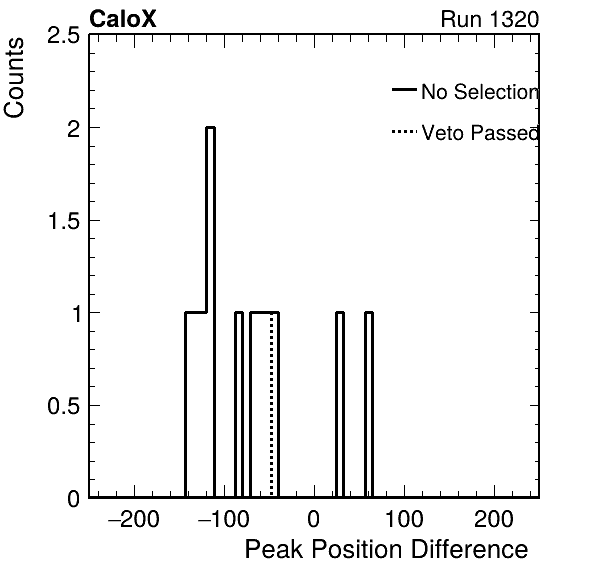 CaloX Run 1320
Counts
2.5
2
1.5
1
0.5
0
No Selection
Veto Passed
−200 −100 0 100 200
Peak Position Difference